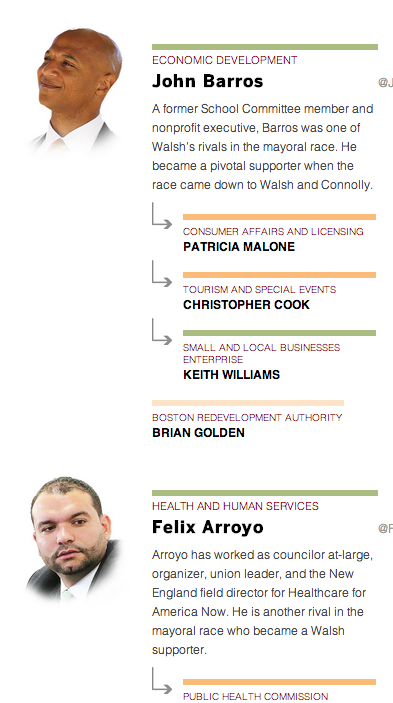 ECONOMIC DEVELOPMENT
John Barros
@J
A former School Committee member and
nonprofit executive, Barros was one of
Walsh's rivals in the mayoral race. He
became a pivotal supporter when the
race came down to Walsh and Connolly.
CONSUMER AFFAIRS AND LICENSING
PATRICIA MALONE
TOURISM AND SPECIAL EVENTS
CHRISTOPHER COOK
SMALL AND LOCAL BUSINESSES
ENTERPRISE
KEITH WILLIAMS
BOSTON REDEVELOPMENT AUTHORITY
BRIAN GOLDEN
HEALTH AND HUMAN SERVICES
Felix Arroyo
@F
Arroyo has worked as councilor at-large,
organizer, union leader, and the New
England field director for Healthcare for
America Now. He is another rival in the
mayoral race who became a Walsh
supporter.
PUBLIC HEALTH COMMISSION